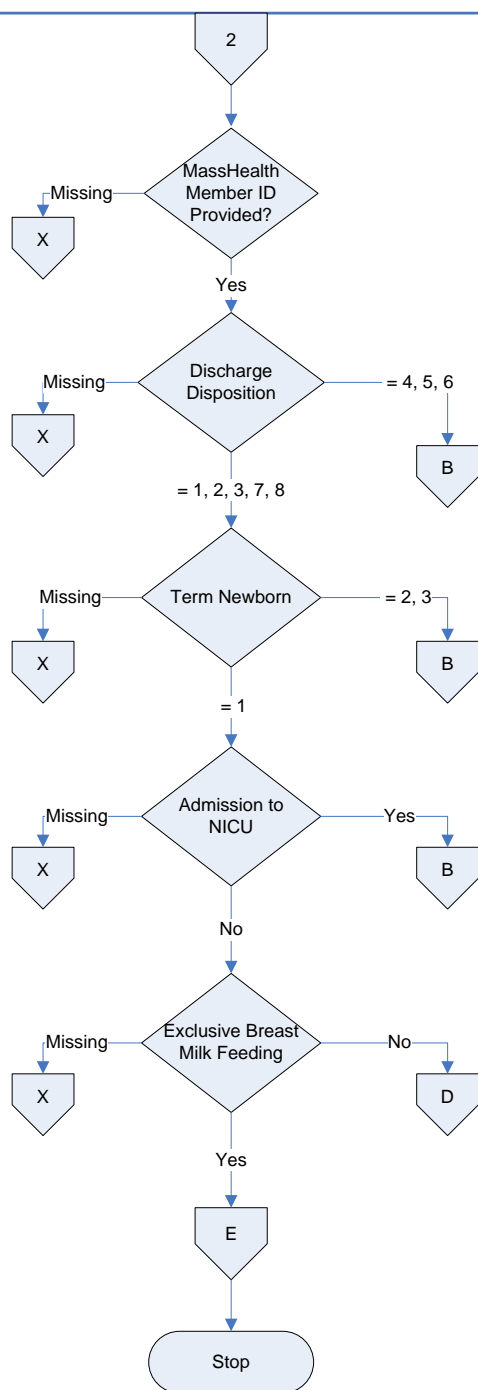 2
MassHealth
Member ID
Provided?
Missing
X
Yes
Discharge
Disposition
Missing
= 4, 5, 6
X
B
= 1, 2, 3, 7, 8
Term Newborn
Missing
= 2, 3
X
B
= 1
Admission to
NICU
Missing
Yes
X
B
No
Exclusive Breast
Milk Feeding
Missing
No
X
D
Yes
E
Stop